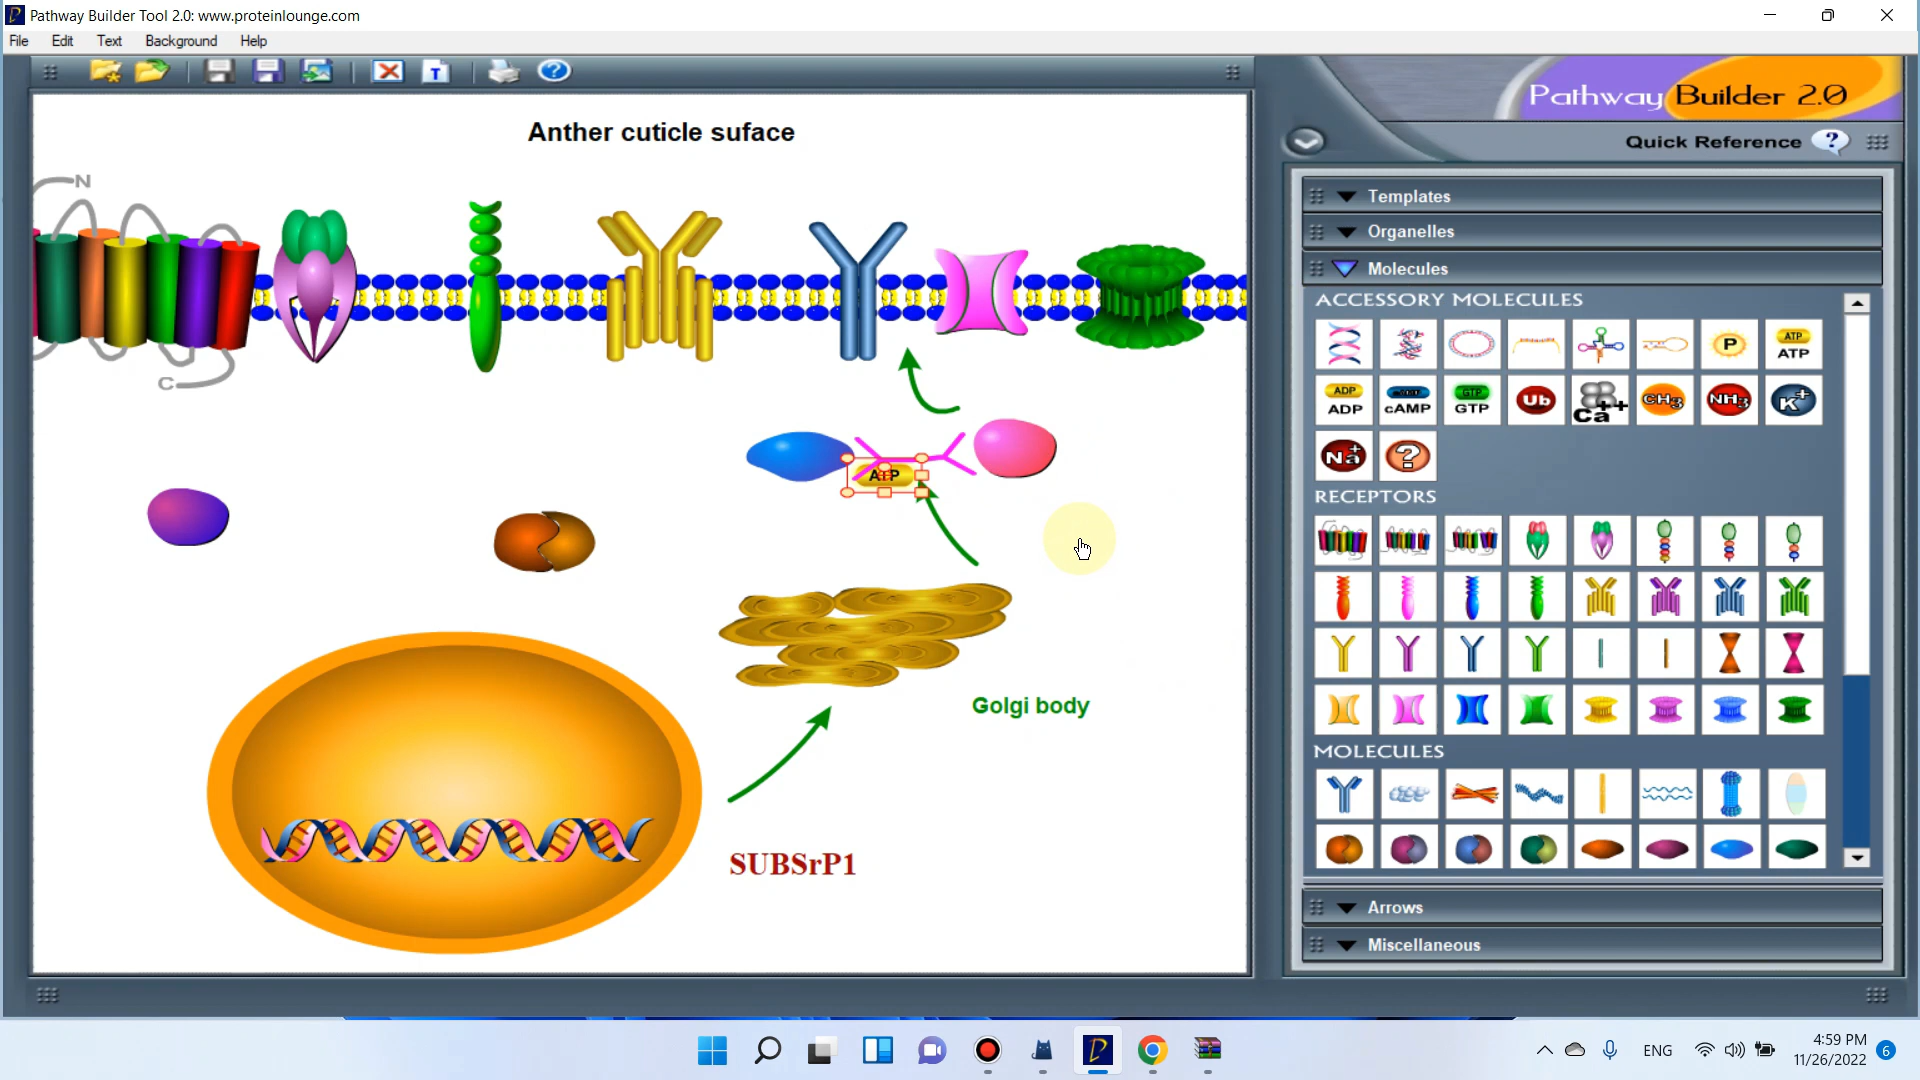 Pathway Builder Tool 2.0: www.proteinlounge.com
File Edit Text Background Help
T
Pathway Builder 2.0
Quick Reference ?
Anther cuticle suface
N
C
ATP
Golgi body
SUBSrP1
Templates
Organelles
Molecules
ACCESSORY MOLECULES
P
ATP
ATP
ADP
ADP
cAMP
GTP
GTP
Ub
Ca++
CH3
NH3
K+
Na+
?
RECEPTORS
MOLECULES
Arrows
Miscellaneous
ENG
4:59 PM
11/26/2022
6